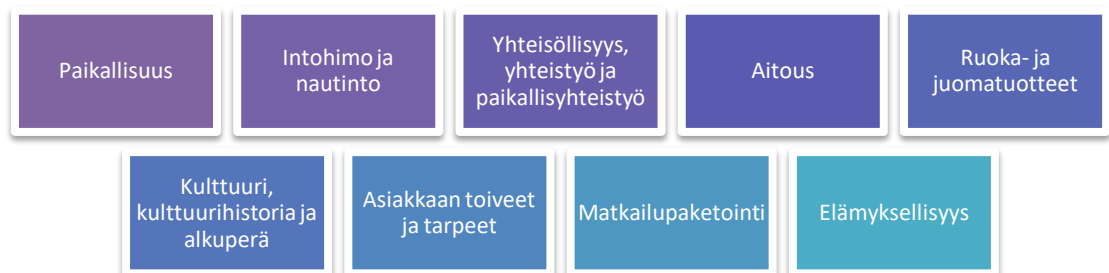 Paikallisuus
Intohimo ja
nautinto
Yhteisöllisyys,
yhteistyö ja
paikallisyhteistyö
Aitous
Ruoka- ja
juomatuotteet
Kulttuuri,
kulttuurihistoria ja
alkuperä
Asiakkaan toiveet
ja tarpeet
Matkailupaketointi
Elämyksellisyys